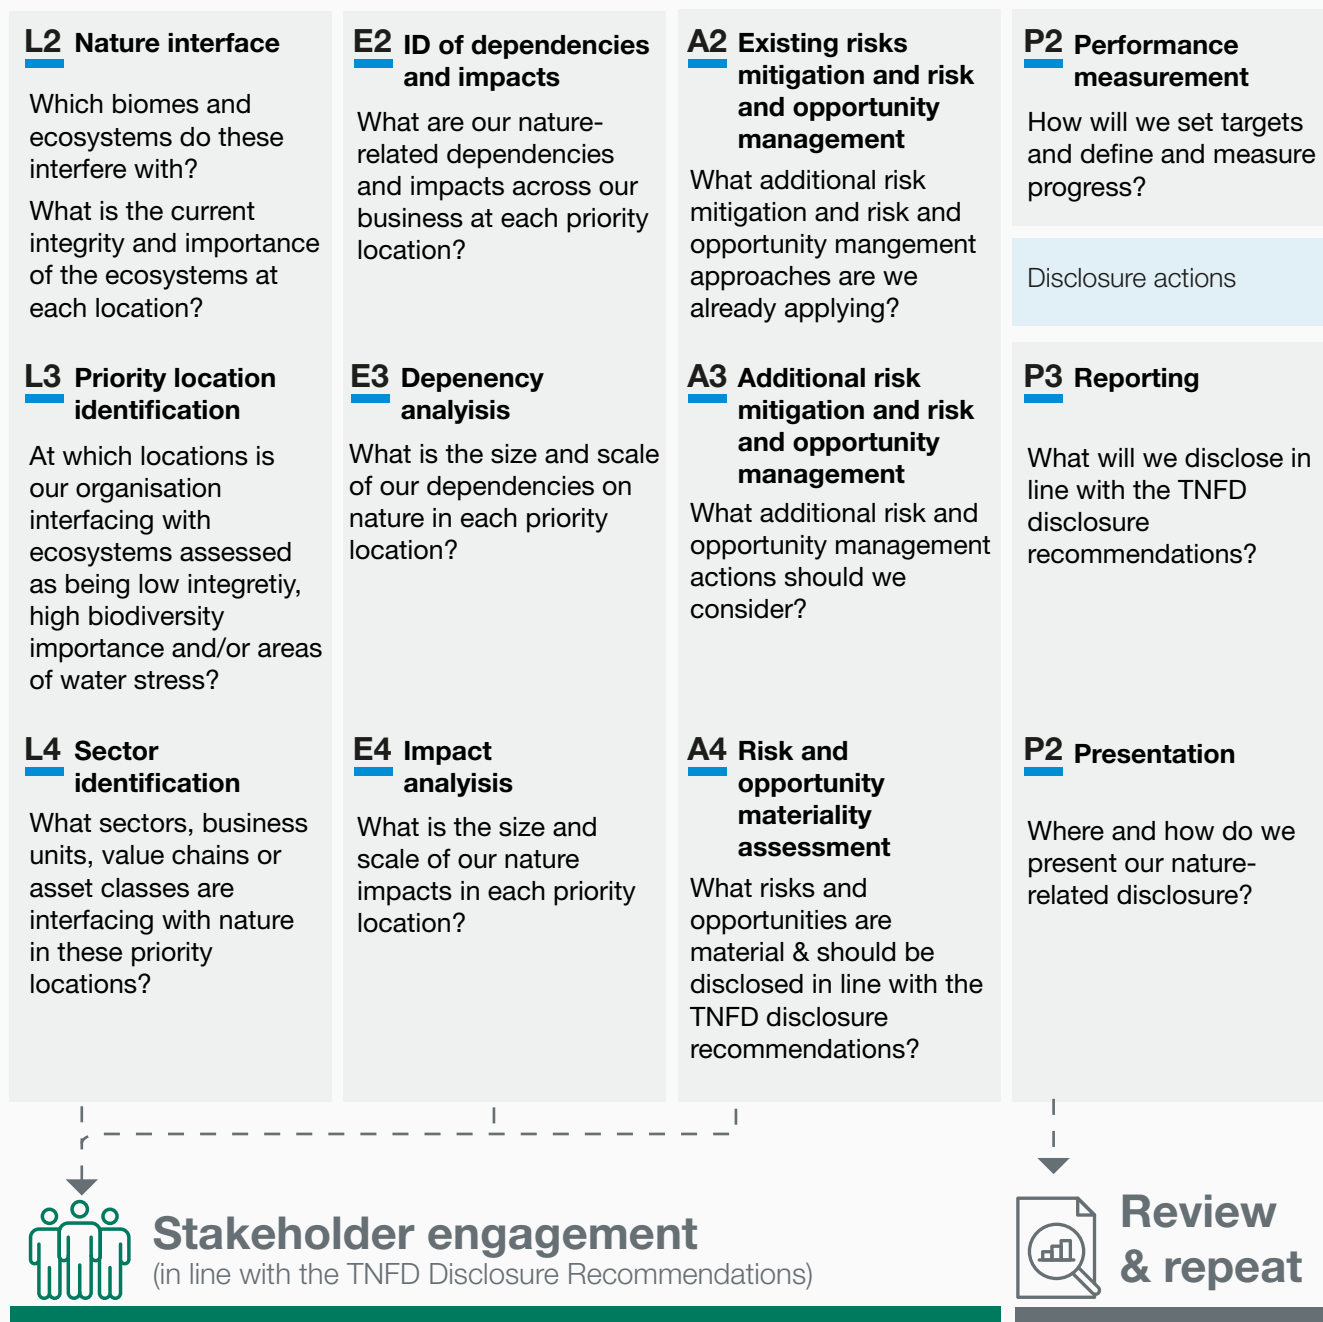 L2 Nature interface
Which biomes and
ecosystems do these
interfere with?
What is the current
integrity and importance
of the ecosystems at
each location?
L3 Priority location
identification
At which locations is
our organisation
interfacing with
ecosystems assessed
as being low integretiy,
high biodiversity
importance and/or areas
of water stress?
L4 Sector
identification
What sectors, business
units, value chains or
asset classes are
interfacing with nature
in these priority
locations?
E2 ID of dependencies
and impacts
What are our nature-
related dependencies
and impacts across our
business at each priority
location?
E3 Depenency
analyisis
What is the size and scale
of our dependencies on
nature in each priority
location?
E4 Impact
analyisis
What is the size and
scale of our nature
impacts in each priority
location?
A2 Existing risks
mitigation and risk
and opportunity
management
What additional risk
mitigation and risk and
opportunity mangement
approaches are we
already applying?
A3 Additional risk
mitigation and risk
and opportunity
management
What additional risk and
opportunity management
actions should we
consider?
A4 Risk and
opportunity
materiality
assessment
What risks and
opportunities are
material & should be
disclosed in line with the
TNFD disclosure
recommendations?
P2 Performance
measurement
How will we set targets
and define and measure
progress?
Disclosure actions
P3 Reporting
What will we disclose in
line with the TNFD
disclosure
recommendations?
P2 Presentation
Where and how do we
present our nature-
related disclosure?
Stakeholder engagement
(in line with the TNFD Disclosure Recommendations)
Review
& repeat